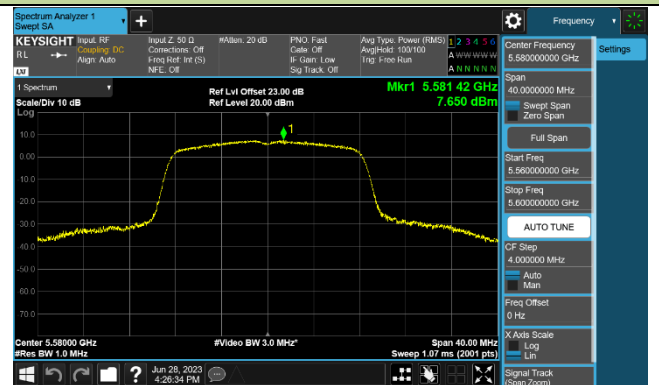 Spectrum Analyzer 1
Swept SA
Frequency
KEYSIGHT
RL
LXI
Input: RF
Coupling: DC
Align: Auto
Input Z: 50 Ω
Corrections: Off
Freq Ref: Int (S)
NFE: Off
#Atten: 20 dB
PNO: Fast
Gate: Off
IF Gain: Low
Sig Track: Off
Avg Type: Power (RMS)
Avg|Hold: 100/100
Trig: Free Run
1 2 3 4 5 6
A W W W W W
A N N N N N
1 Spectrum
Scale/Div 10 dB
Log
Ref Lvl Offset 23.00 dB
Ref Level 20.00 dBm
Mkr1 5.581 42 GHz
7.650 dBm
1
10.0
0.00
-10.0
-20.0
-30.0
-40.0
-50.0
-60.0
-70.0
Center 5.58000 GHz
#Res BW 1.0 MHz
#Video BW 3.0 MHz*
Span 40.00 MHz
Sweep 1.07 ms (2001 pts)
Jun 28, 2023
4:26:34 PM
Center Frequency
5.580000000 GHz
Settings
Span
40.0000000 MHz
Swept Span
Zero Span
Full Span
Start Freq
5.560000000 GHz
Stop Freq
5.600000000 GHz
AUTO TUNE
CF Step
4.000000 MHz
Auto
Man
Freq Offset
0 Hz
X Axis Scale
Log
Lin
Signal Track
(Span Zoom)